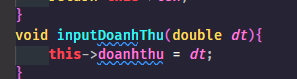 }
void inputDoanhThu(double dt){
this->doanhthu = dt;
}